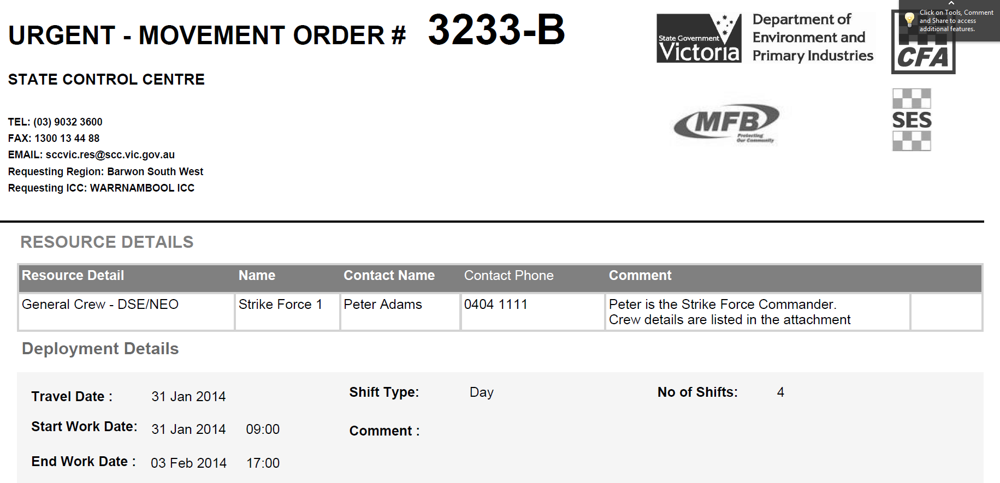 URGENT - MOVEMENT ORDER # 3233-B
STATE CONTROL CENTRE
TEL: (03) 9032 3600
FAX: 1300 13 44 88
EMAIL: sccvic.res@scc.vic.gov.au
Requesting Region: Barwon South West
Requesting ICC: WARRNAMBOOL ICC
State Government
Victoria
Department of
Environment and
Primary Industries
Click on Tools, Comment
and Share to access
additional features.
CFA
MFB
Protecting
Our Community
SES
RESOURCE DETAILS
Resource Detail Name Contact Name Contact Phone Comment
General Crew - DSE/NEO Strike Force 1 Peter Adams 0404 1111 Peter is the Strike Force Commander.
Crew details are listed in the attachment
Deployment Details
Travel Date : 31 Jan 2014 Shift Type: Day No of Shifts: 4
Start Work Date: 31 Jan 2014 09:00 Comment :
End Work Date : 03 Feb 2014 17:00